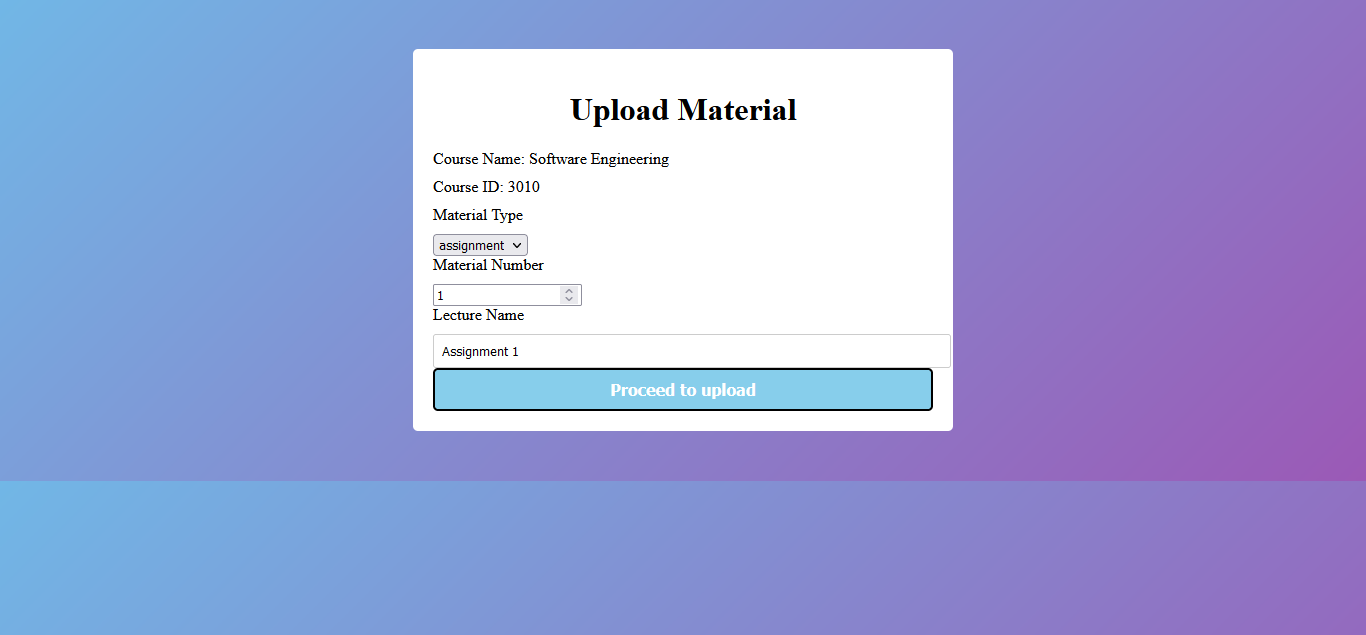 Upload Material
Course Name: Software Engineering
Course ID: 3010
Material Type
assignment
Material Number
1
Lecture Name
Assignment 1
Proceed to upload